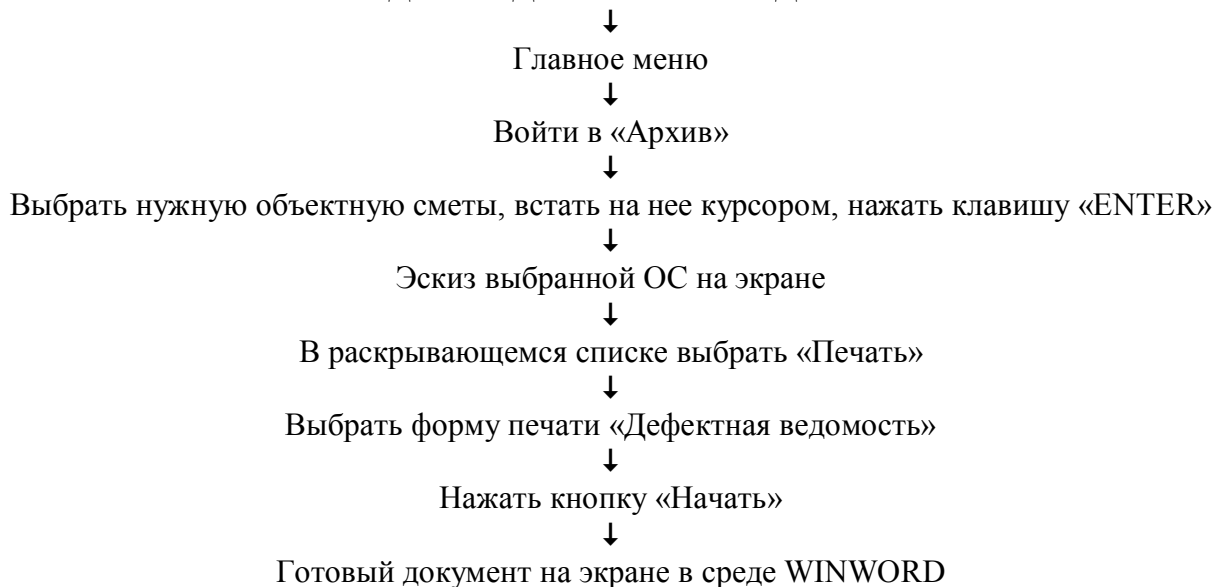 ↓
Главное меню
↓
Войти в «Архив»
↓
Выбрать нужную объектную сметы, встать на нее курсором, нажать клавишу «ENTER»
↓
Эскиз выбранной ОС на экране
↓
В раскрывающемся списке выбрать «Печать»
↓
Выбрать форму печати «Дефектная ведомость»
↓
Нажать кнопку «Начать»
↓
Готовый документ на экране в среде WINWORD